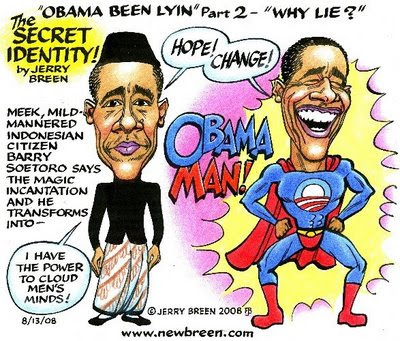 "OBAMA BEEN LYIN" Part 2 - "WHY LIE?"
The
SECRET
IDENTITY!
by JERRY
BREEN
HOPE!
CHANGE!
MEEK, MILD-
MANNERED
INDONESIAN
CITIZEN
BARRY
SOETORO SAYS
THE MAGIC
INCANTATION
AND HE
TRANSFORMS
INTO—
OBAMA
MAN!
I HAVE
THE POWER
TO CLOUD
MEN'S
MINDS!
8/13/08
© JERRY BREEN 2008
www.newbreen.com